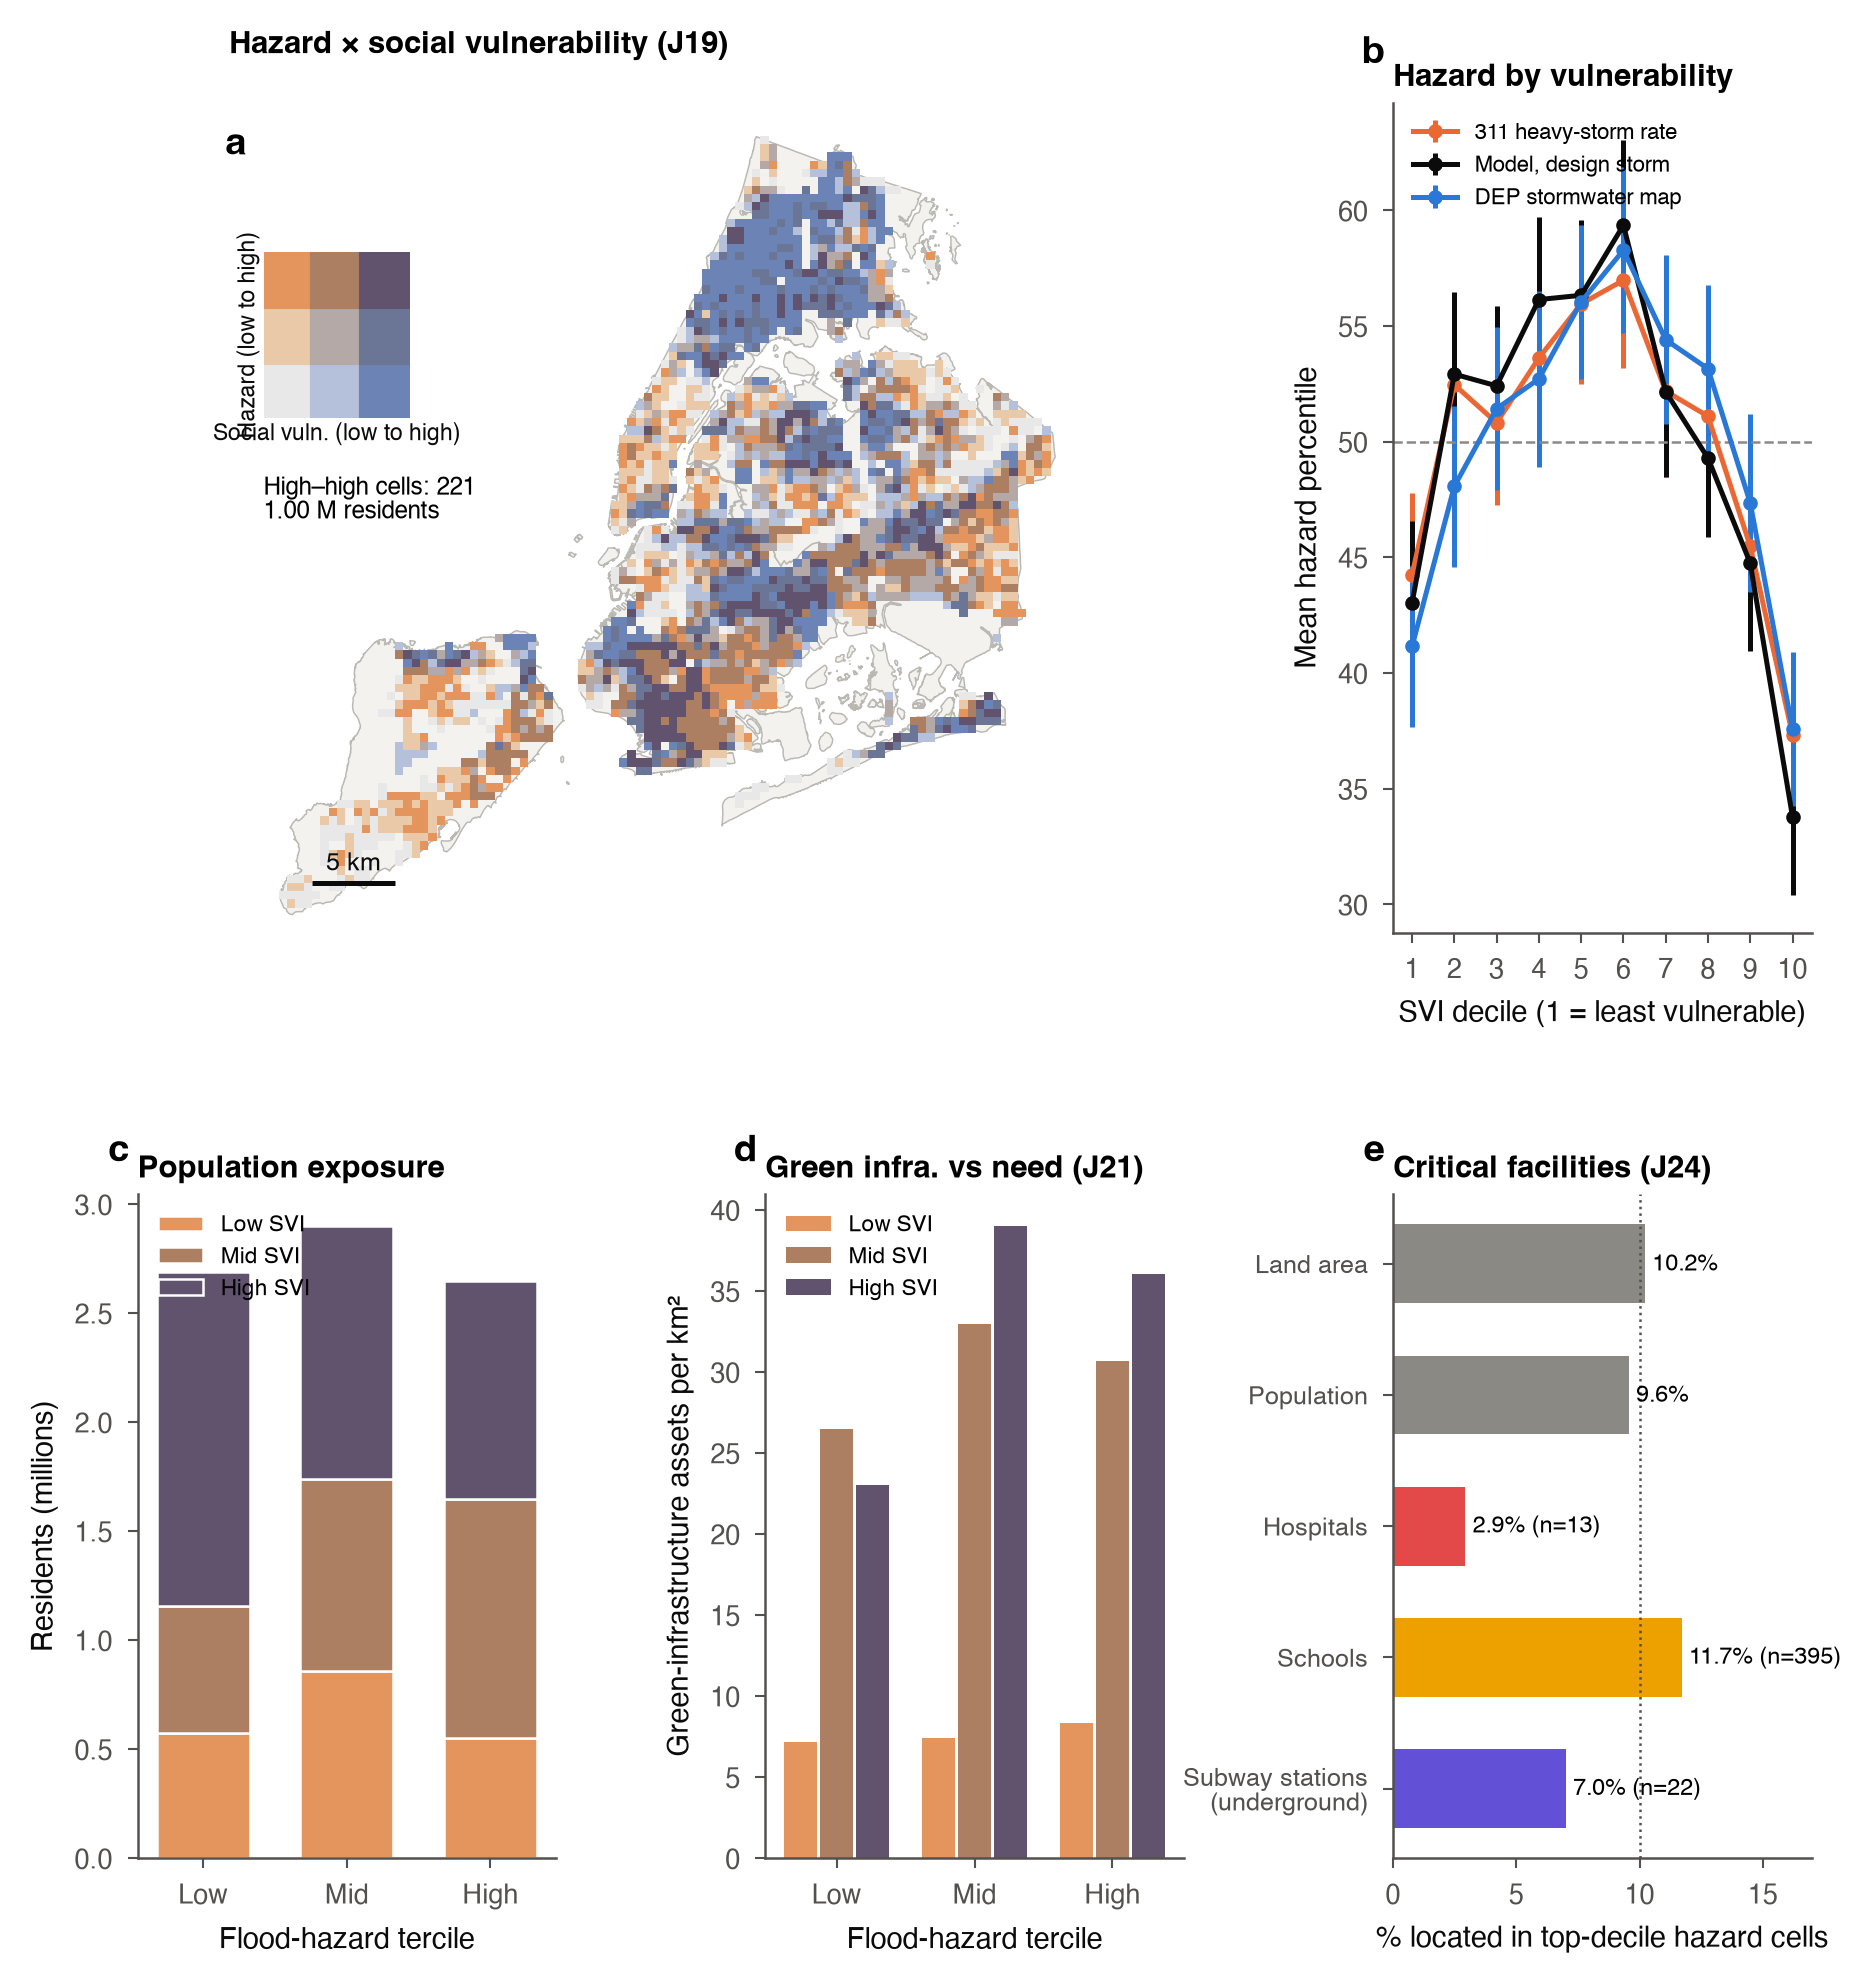 Hazard × social vulnerability (J19)
a
Hazard (low to high)
Social vuln. (low to high)
High–high cells: 221
1.00 M residents
5 km
b
Hazard by vulnerability
311 heavy-storm rate
Model, design storm
DEP stormwater map
Mean hazard percentile
60
55
50
45
40
35
30
1 2 3 4 5 6 7 8 9 10
SVI decile (1 = least vulnerable)
c
Population exposure
Low SVI
Mid SVI
High SVI
Residents (millions)
3.0
2.5
2.0
1.5
1.0
0.5
0.0
Low Mid High
Flood-hazard tercile
d
Green infra. vs need (J21)
Low SVI
Mid SVI
High SVI
Green-infrastructure assets per km²
40
35
30
25
20
15
10
5
0
Low Mid High
Flood-hazard tercile
e
Critical facilities (J24)
Land area
10.2%
Population
9.6%
Hospitals
2.9% (n=13)
Schools
11.7% (n=395)
Subway stations
(underground)
7.0% (n=22)
0 5 10 15
% located in top-decile hazard cells